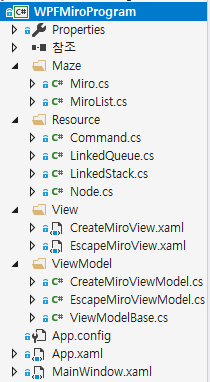 WPFMiroProgram
Properties
참조
Maze
Miro.cs
MiroList.cs
Resource
Command.cs
LinkedQueue.cs
LinkedStack.cs
Node.cs
View
CreateMiroView.xaml
EscapeMiroView.xaml
ViewModel
CreateMiroViewModel.cs
EscapeMiroViewModel.cs
ViewModelBase.cs
App.config
App.xaml
MainWindow.xaml